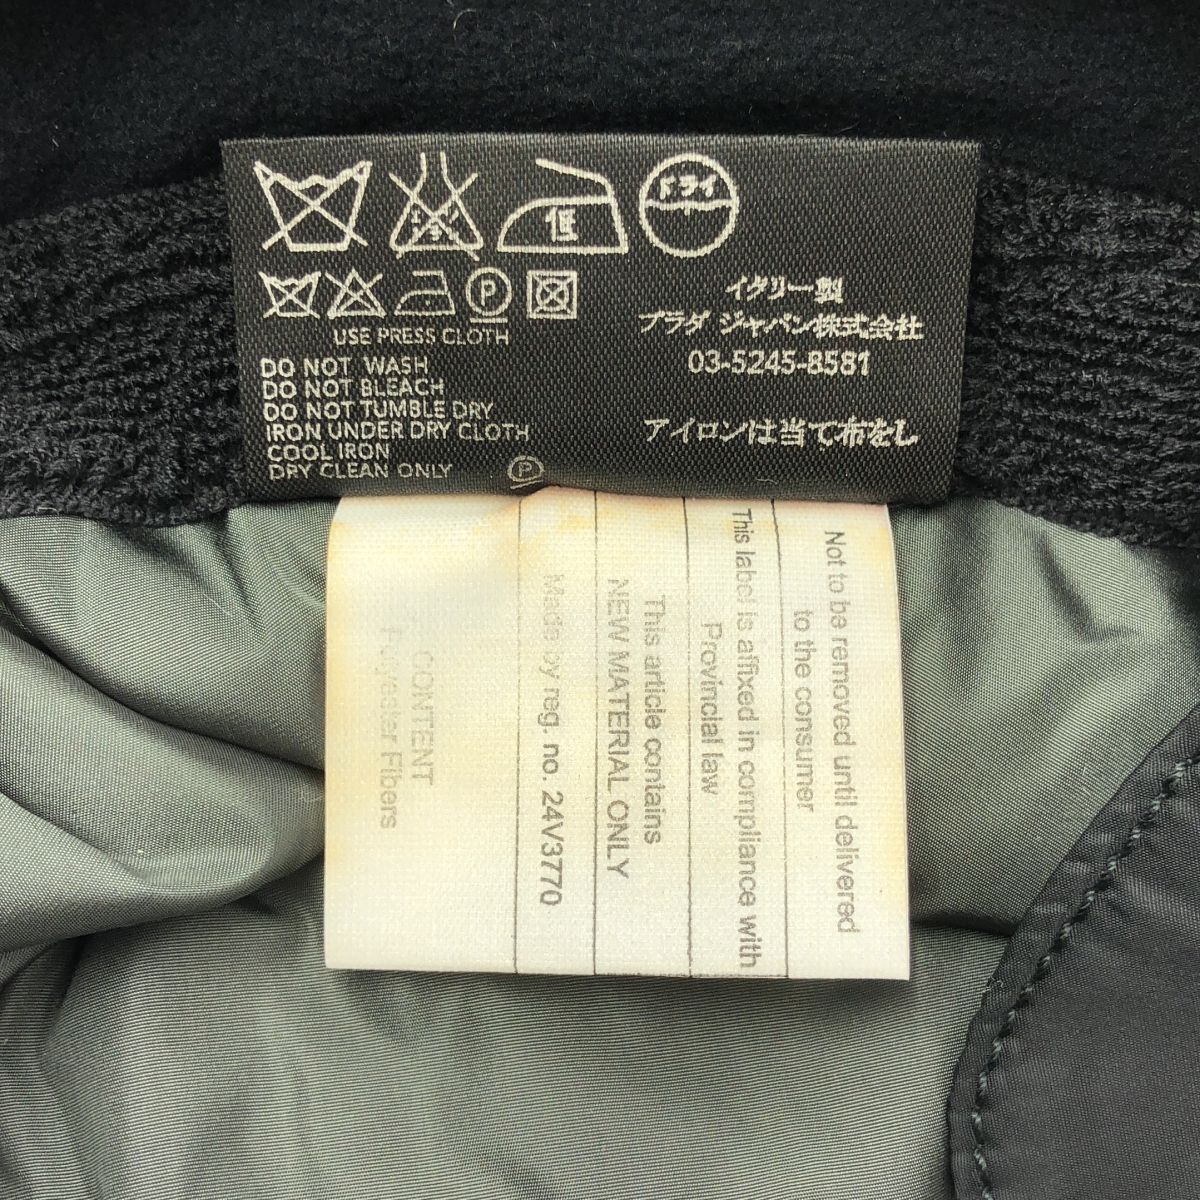 低
ドライ
P
USE PRESS CLOTH
DO NOT WASH
DO NOT BLEACH
DO NOT TUMBLE DRY
IRON UNDER DRY CLOTH
COOL IRON
DRY CLEAN ONLY P
イタリー製
プラダ ジャパン株式会社
03-5245-8581
アイロンは当て布をし
Not to be removed until delivered
to the consumer
This label is affixed in compliance with
Provincial law
This article contains
NEW MATERIAL ONLY
Made by reg. no. 24V3770
CONTENT
Polyester Fibers